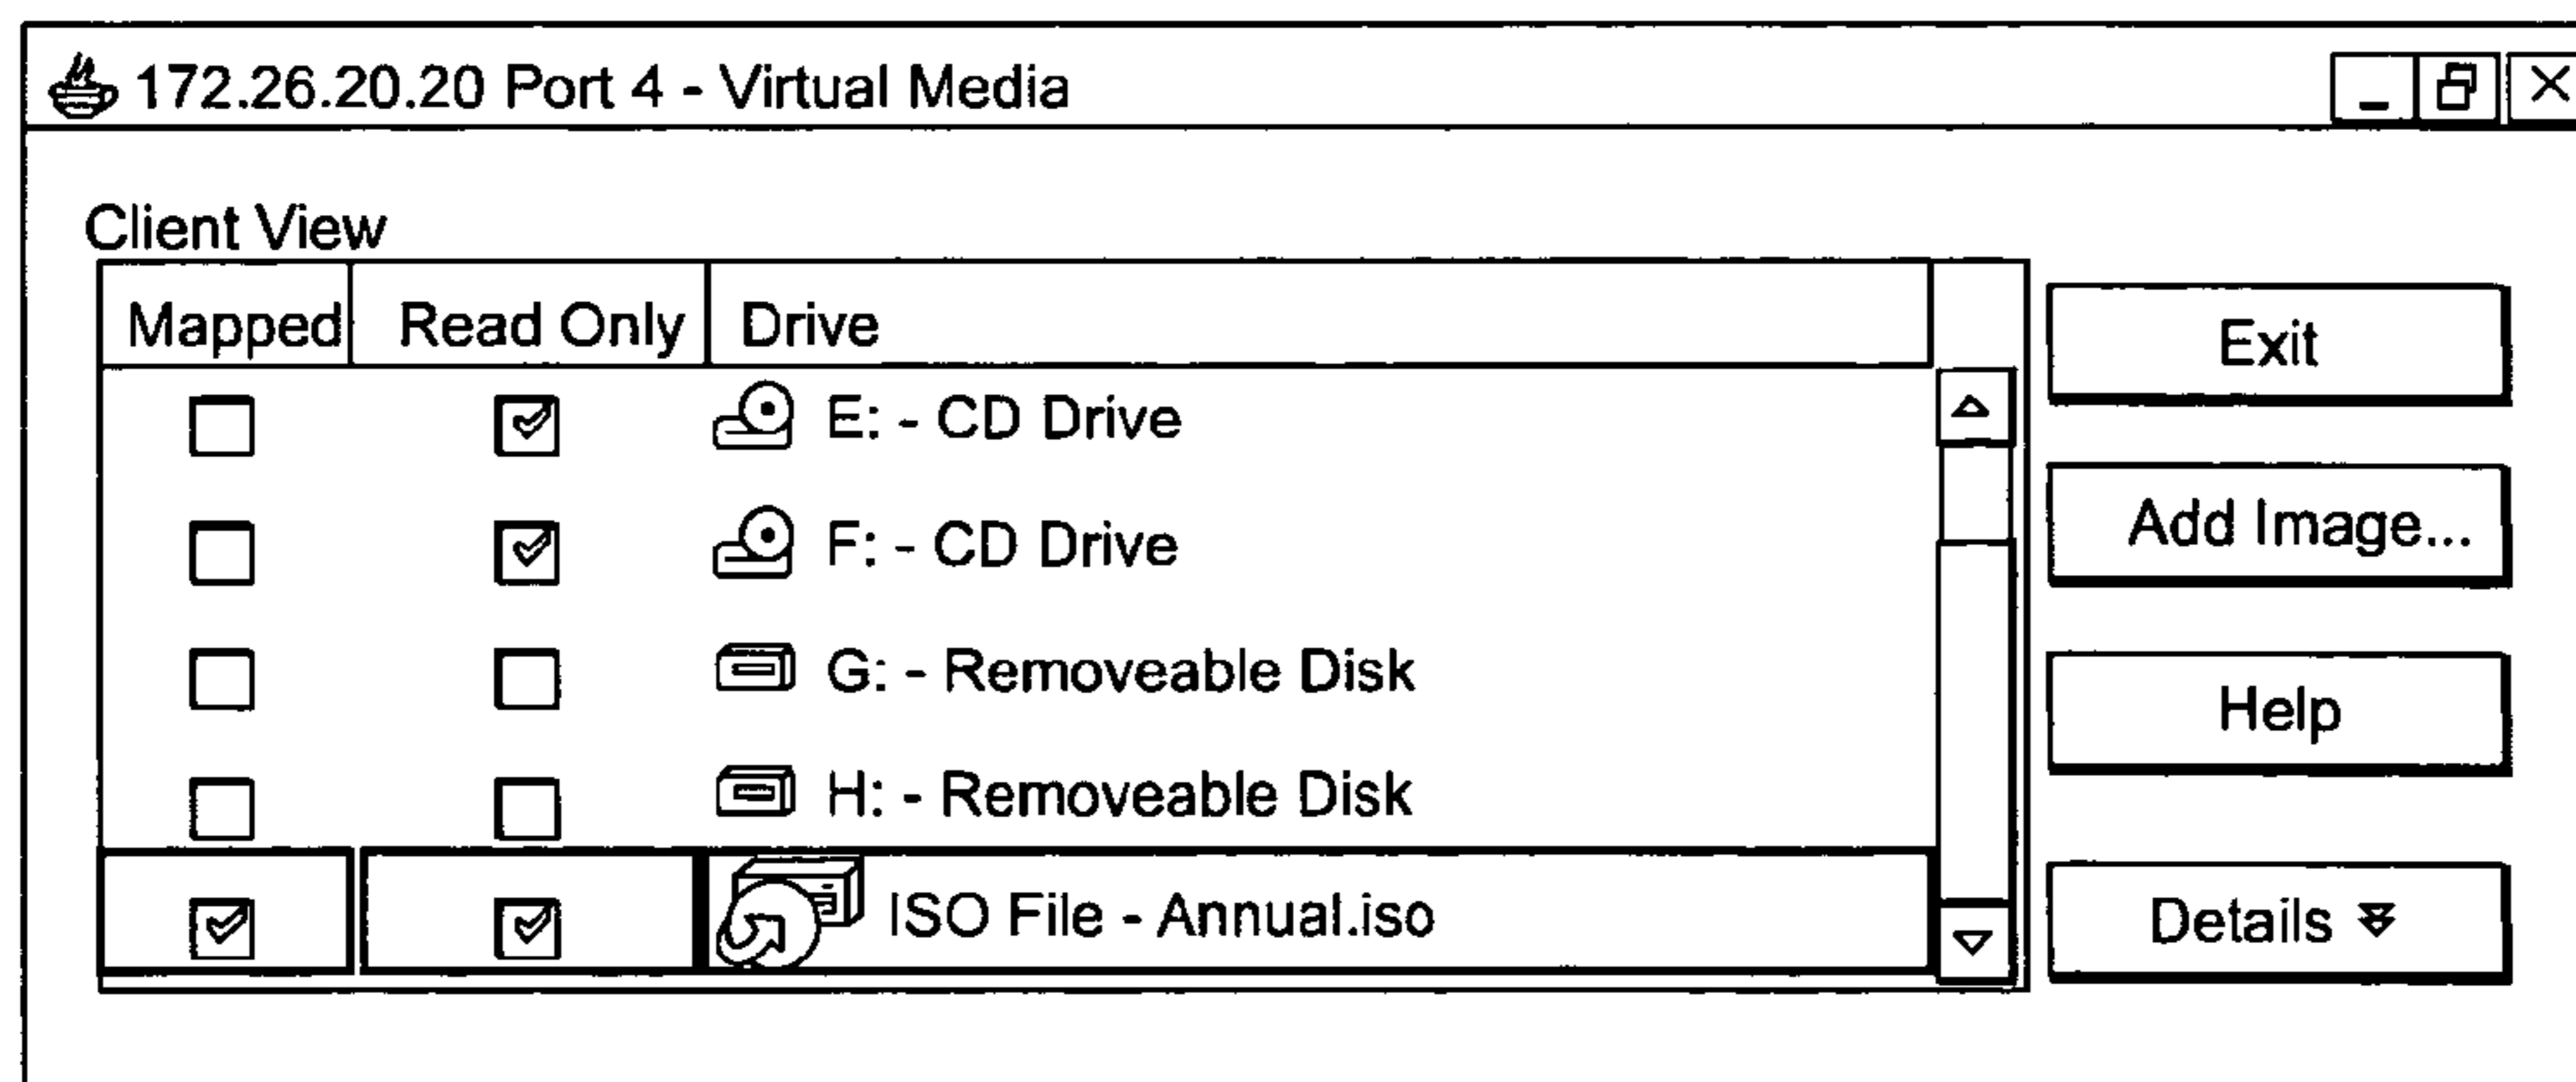 172.26.20.20 Port 4 - Virtual Media
Client View
Mapped Read Only Drive
E: - CD Drive
F: - CD Drive
G: - Removeable Disk
H: - Removeable Disk
ISO File - Annual.iso
Exit
Add Image...
Help
Details